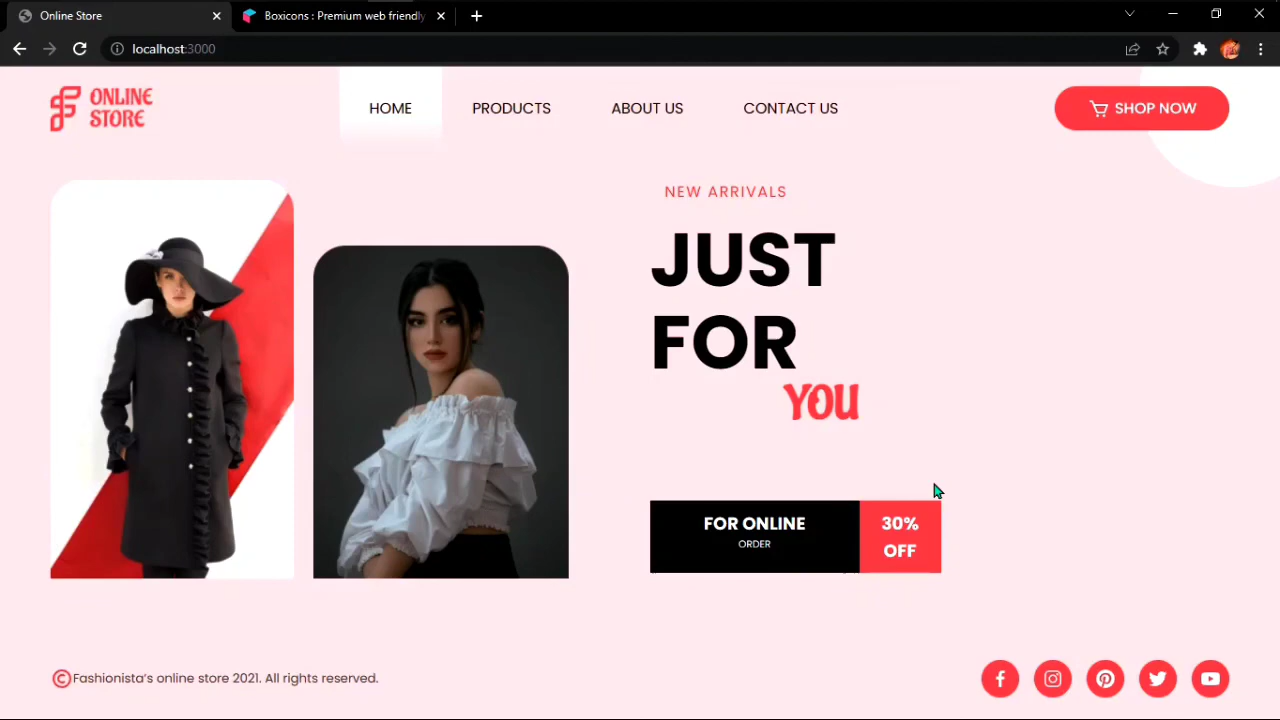 Online Store
Boxicons : Premium web friendly
localhost:3000
ONLINE
STORE
HOME
PRODUCTS
ABOUT US
CONTACT US
SHOP NOW
NEW ARRIVALS
JUST
FOR
YOU
FOR ONLINE
ORDER
30%
OFF
© Fashionista's online store 2021. All rights reserved.